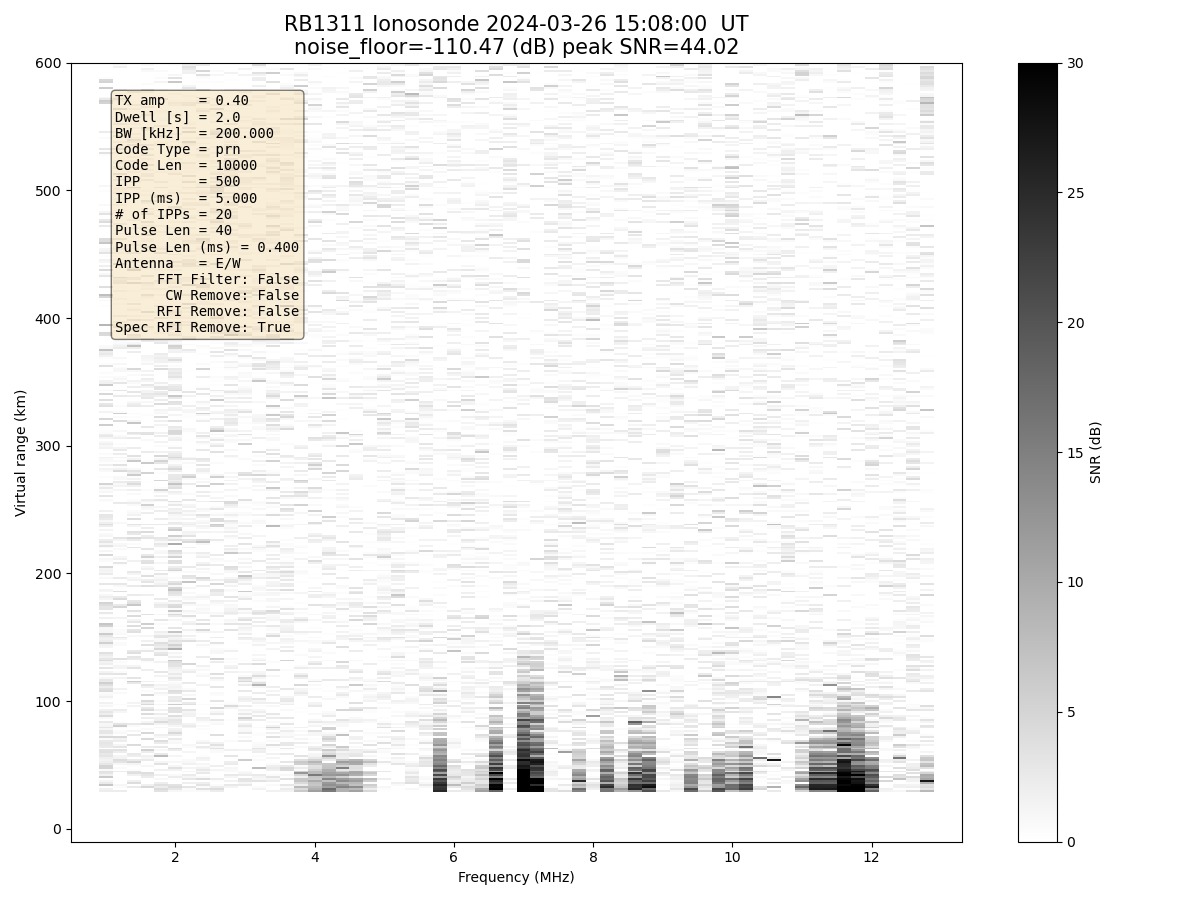 RB1311 Ionosonde 2024-03-26 15:08:00  UT
noise_floor=-110.47 (dB) peak SNR=44.02
TX amp    = 0.40
Dwell [s] = 2.0
BW [kHz]  = 200.000
Code Type = prn
Code Len  = 10000
IPP       = 500
IPP (ms)  = 5.000
# of IPPs = 20
Pulse Len = 40
Pulse Len (ms) = 0.400
Antenna   = E/W
FFT Filter: False
CW Remove: False
RFI Remove: False
Spec RFI Remove: True
600
500
400
300
200
100
0
Virtual range (km)
2
4
6
8
10
12
Frequency (MHz)
30
25
20
15
10
5
0
SNR (dB)